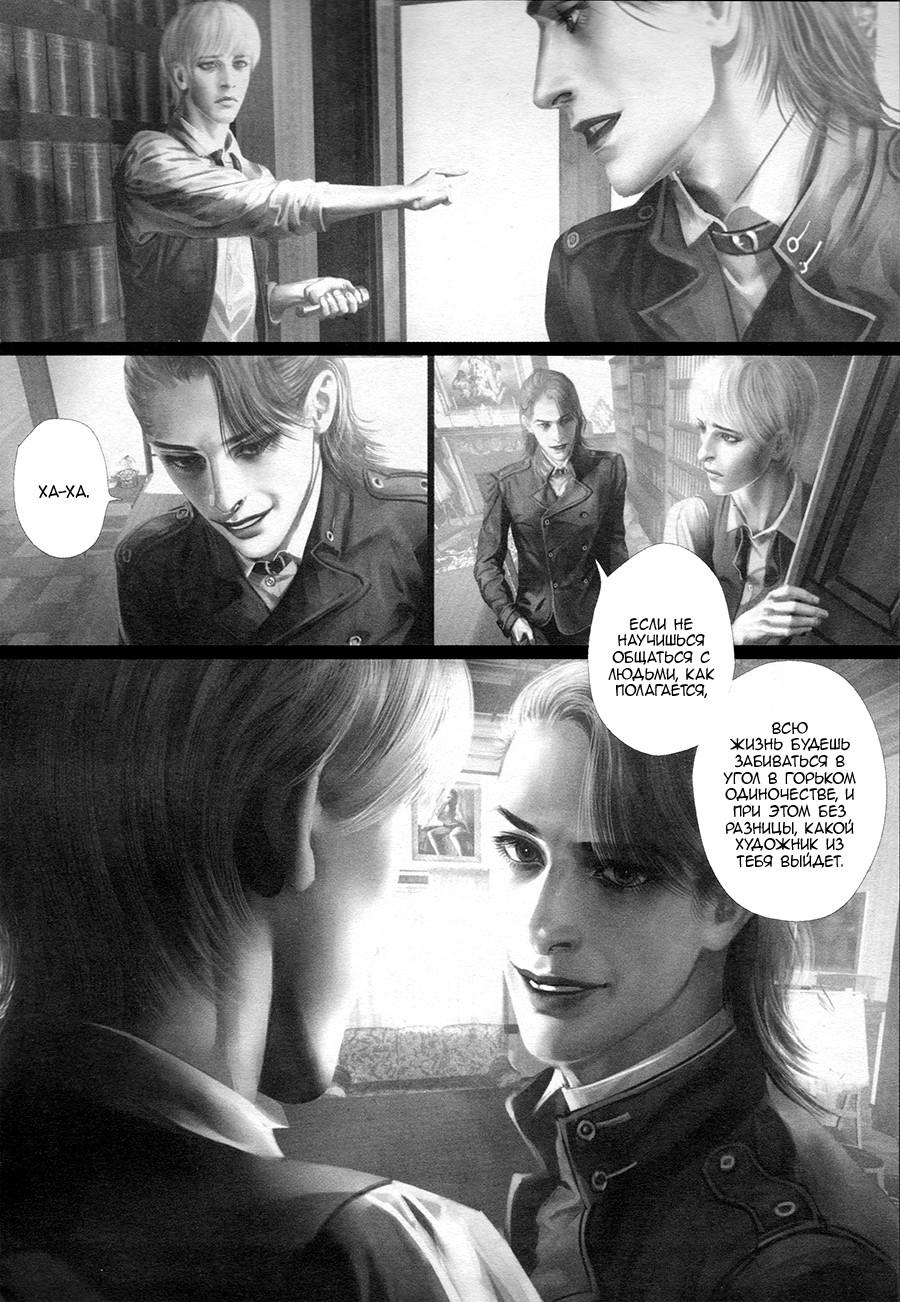 ХА-ХА.
ЕСЛИ НЕ
НАУЧИШЬСЯ
ОБЩАТЬСЯ С
ЛЮДЬМИ, КАК
ПОЛАГАЕТСЯ,
ВСЮ
ЖИЗНЬ БУДЕШЬ
ЗАБИВАТЬСЯ В
УГОЛ В ГОРЬКОМ
ОДИНОЧЕСТВЕ, И
ПРИ ЭТОМ БЕЗ
РАЗНИЦЫ, КАКОЙ
ХУДОЖНИК ИЗ
ТЕБЯ ВЫЙДЕТ.